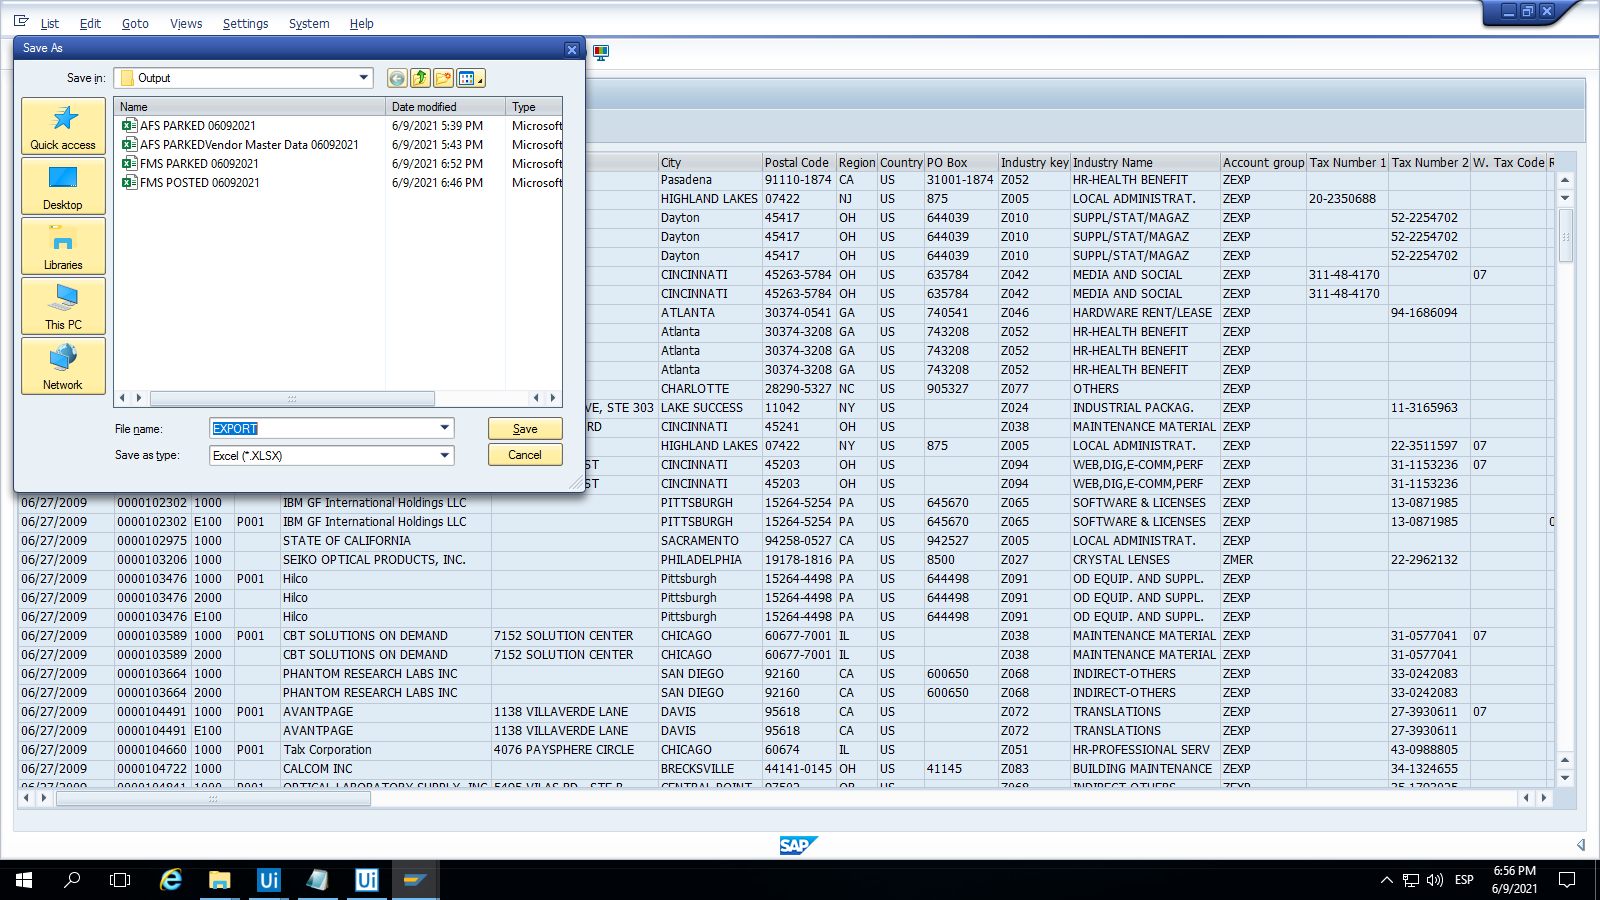 List Edit Goto Views Settings System Help
Save As
Save in: Output
Name Date modified Type
AFS PARKED 06092021 6/9/2021 5:39 PM Microsoft
AFS PARKEDVendor Master Data 06092021 6/9/2021 5:43 PM Microsoft
FMS PARKED 06092021 6/9/2021 6:52 PM Microsoft
FMS POSTED 06092021 6/9/2021 6:46 PM Microsoft
Quick access
Desktop
Libraries
This PC
Network
File name: EXPORT Save
Save as type: Excel (*.XLSX) Cancel
City Postal Code Region Country PO Box Industry key Industry Name Account group Tax Number 1 Tax Number 2 W. Tax Code R
Pasadena 91110-1874 CA US 31001-1874 Z052 HR-HEALTH BENEFIT ZEXP
HIGHLAND LAKES 07422 NJ US 875 Z005 LOCAL ADMINISTRAT. ZEXP 20-2350688
Dayton 45417 OH US 644039 Z010 SUPPL/STAT/MAGAZ ZEXP 52-2254702
Dayton 45417 OH US 644039 Z010 SUPPL/STAT/MAGAZ ZEXP 52-2254702
Dayton 45417 OH US 644039 Z010 SUPPL/STAT/MAGAZ ZEXP 52-2254702
CINCINNATI 45263-5784 OH US 635784 Z042 MEDIA AND SOCIAL ZEXP 311-48-4170 07
CINCINNATI 45263-5784 OH US 635784 Z042 MEDIA AND SOCIAL ZEXP 311-48-4170
ATLANTA 30374-0541 GA US 740541 Z046 HARDWARE RENT/LEASE ZEXP 94-1686094
Atlanta 30374-3208 GA US 743208 Z052 HR-HEALTH BENEFIT ZEXP
Atlanta 30374-3208 GA US 743208 Z052 HR-HEALTH BENEFIT ZEXP
Atlanta 30374-3208 GA US 743208 Z052 HR-HEALTH BENEFIT ZEXP
CHARLOTTE 28290-5327 NC US 905327 Z077 OTHERS ZEXP
VE, STE 303 LAKE SUCCESS 11042 NY US Z024 INDUSTRIAL PACKAG. ZEXP 11-3165963
RD CINCINNATI 45241 OH US Z038 MAINTENANCE MATERIAL ZEXP
HIGHLAND LAKES 07422 NY US 875 Z005 LOCAL ADMINISTRAT. ZEXP 22-3511597 07
ST CINCINNATI 45203 OH US Z094 WEB,DIG,E-COMM,PERF ZEXP 31-1153236 07
ST CINCINNATI 45203 OH US Z094 WEB,DIG,E-COMM,PERF ZEXP 31-1153236
06/27/2009 0000102302 1000 IBM GF International Holdings LLC PITTSBURGH 15264-5254 PA US 645670 Z065 SOFTWARE & LICENSES ZEXP 13-0871985
06/27/2009 0000102302 E100 P001 IBM GF International Holdings LLC PITTSBURGH 15264-5254 PA US 645670 Z065 SOFTWARE & LICENSES ZEXP 13-0871985
06/27/2009 0000102975 1000 STATE OF CALIFORNIA SACRAMENTO 94258-0527 CA US 942527 Z005 LOCAL ADMINISTRAT. ZEXP
06/27/2009 0000103206 1000 SEIKO OPTICAL PRODUCTS, INC. PHILADELPHIA 19178-1816 PA US 8500 Z027 CRYSTAL LENSES ZMER 22-2962132
06/27/2009 0000103476 1000 P001 Hilco Pittsburgh 15264-4498 PA US 644498 Z091 OD EQUIP. AND SUPPL. ZEXP
06/27/2009 0000103476 2000 Hilco Pittsburgh 15264-4498 PA US 644498 Z091 OD EQUIP. AND SUPPL. ZEXP
06/27/2009 0000103476 E100 Hilco Pittsburgh 15264-4498 PA US 644498 Z091 OD EQUIP. AND SUPPL. ZEXP
06/27/2009 0000103589 1000 P001 CBT SOLUTIONS ON DEMAND 7152 SOLUTION CENTER CHICAGO 60677-7001 IL US Z038 MAINTENANCE MATERIAL ZEXP 31-0577041 07
06/27/2009 0000103589 2000 CBT SOLUTIONS ON DEMAND 7152 SOLUTION CENTER CHICAGO 60677-7001 IL US Z038 MAINTENANCE MATERIAL ZEXP 31-0577041
06/27/2009 0000103664 1000 PHANTOM RESEARCH LABS INC SAN DIEGO 92160 CA US 600650 Z068 INDIRECT-OTHERS ZEXP 33-0242083
06/27/2009 0000103664 2000 PHANTOM RESEARCH LABS INC SAN DIEGO 92160 CA US 600650 Z068 INDIRECT-OTHERS ZEXP 33-0242083
06/27/2009 0000104491 1000 P001 AVANTPAGE 1138 VILLAVERDE LANE DAVIS 95618 CA US Z072 TRANSLATIONS ZEXP 27-3930611 07
06/27/2009 0000104491 E100 AVANTPAGE 1138 VILLAVERDE LANE DAVIS 95618 CA US Z072 TRANSLATIONS ZEXP 27-3930611
06/27/2009 0000104660 1000 P001 Talx Corporation 4076 PAYSPHERE CIRCLE CHICAGO 60674 IL US Z051 HR-PROFESSIONAL SERV ZEXP 43-0988805
06/27/2009 0000104722 1000 CALCOM INC BRECKSVILLE 44141-0145 OH US 41145 Z083 BUILDING MAINTENANCE ZEXP 34-1324655
06/27/2009 0000104841 1000 P001 OPTICAL LABORATORY SUPPLY, INC 5495 VILAS RD., STE B CENTRAL POINT 97502 OR US Z068 INDIRECT-OTHERS ZEXP
SAP
Ui Ui ESP 6:56 PM
6/9/2021